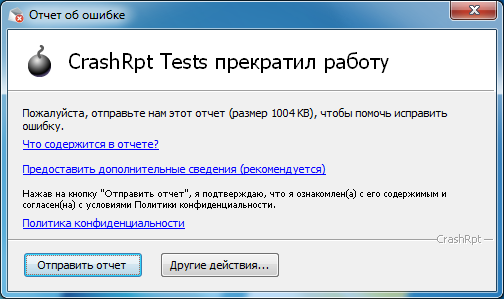 Отчет об ошибке
CrashRpt Tests прекратил работу
Пожалуйста, отправьте нам этот отчет (размер 1004 KB), чтобы помочь исправить
ошибку.
Что содержится в отчете?
Предоставить дополнительные сведения (рекомендуется)
Нажав на кнопку "Отправить отчет", я подтверждаю, что я ознакомлен(а) с его содержимым и
согласен(на) с условиями Политики конфиденциальности.
Политика конфиденциальности
CrashRpt
Отправить отчет
Другие действия...